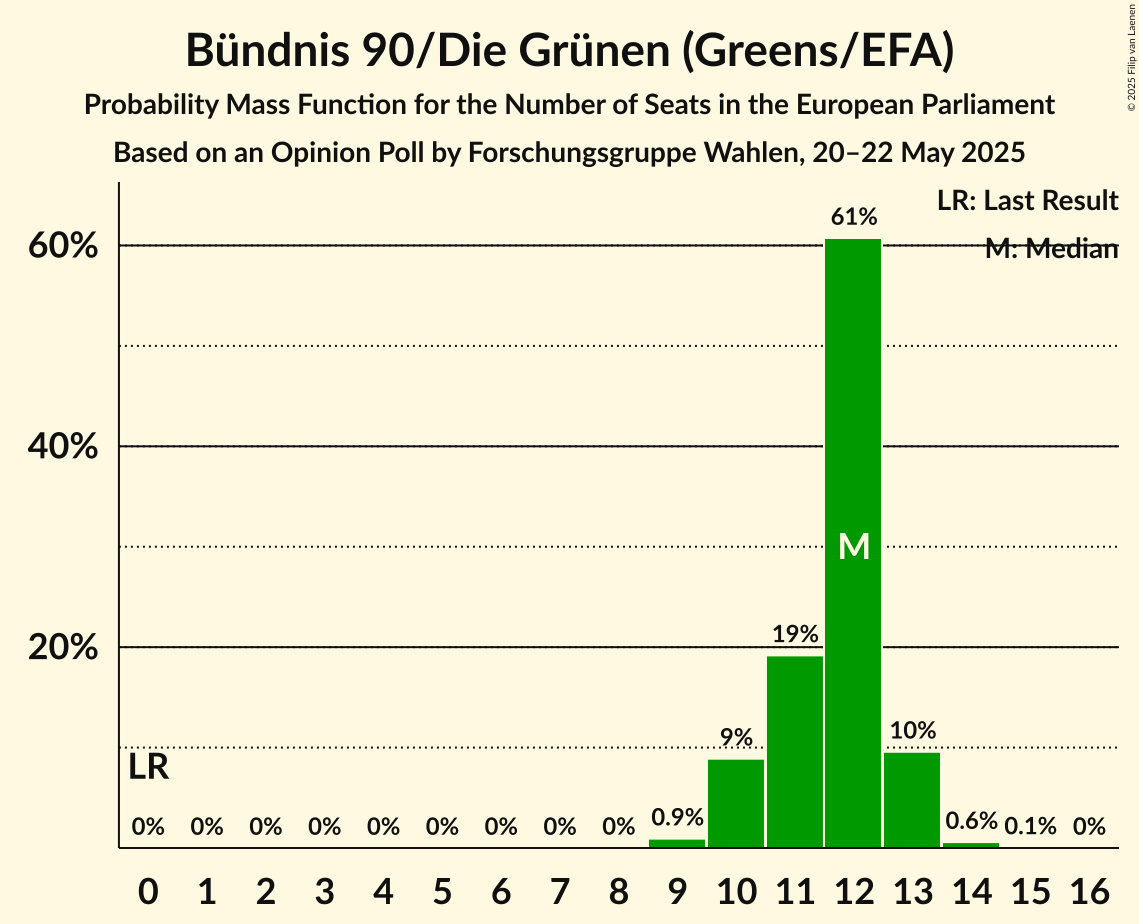 Bündnis 90/Die Grünen (Greens/EFA)
Probability Mass Function for the Number of Seats in the European Parliament
Based on an Opinion Poll by Forschungsgruppe Wahlen, 20–22 May 2025
© 2025 Filip van Laenen
LR: Last Result
M: Median
60%
40%
20%
61%
M
19%
9%
10%
LR
0% 0% 0% 0% 0% 0% 0% 0% 0% 0.9% 0.6% 0.1% 0%
0 1 2 3 4 5 6 7 8 9 10 11 12 13 14 15 16